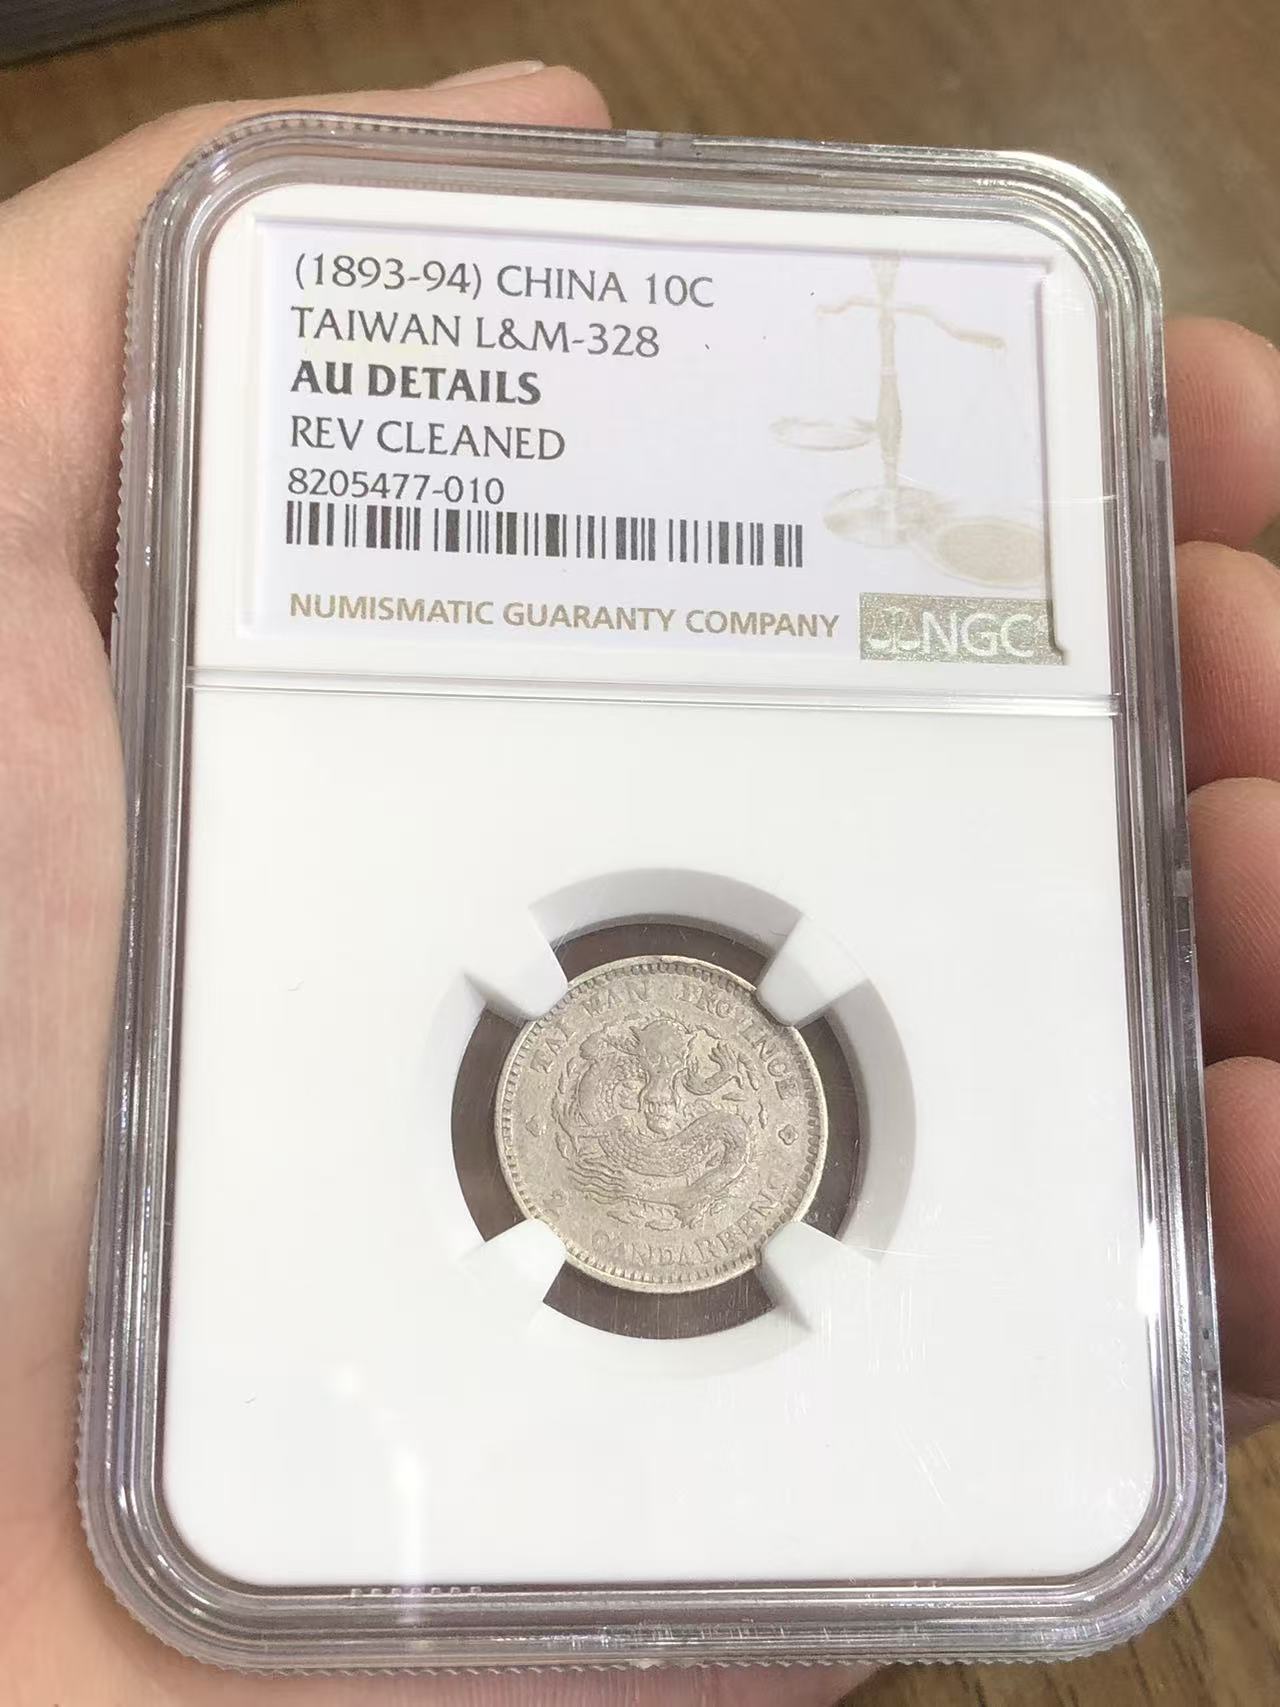 (1893-94) CHINA 10C
TAIWAN L&M-328
AU DETAILS
REV CLEANED
8205477-010
NUMISMATIC GUARANTY COMPANY
NGC
TAI WAN PROVINCE
CANDAREENS